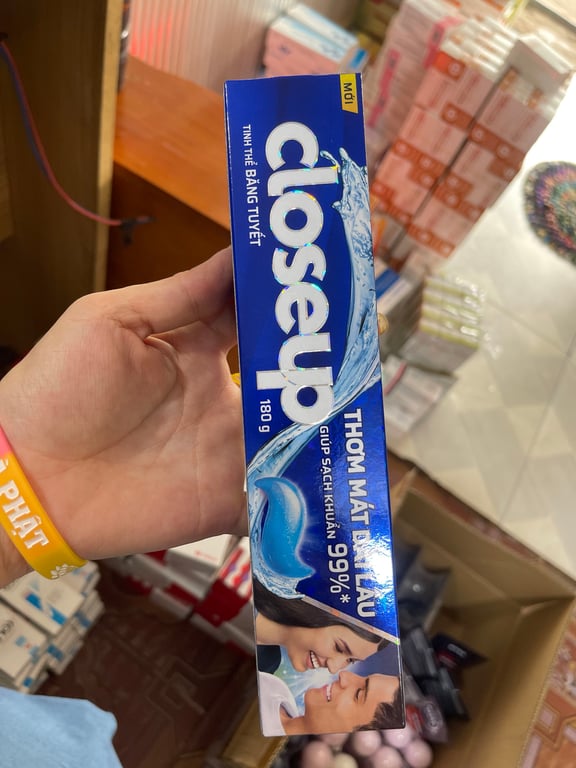 MỚI
closeup
TINH THỂ BĂNG TUYẾT
180 g
THƠM MÁT DÀI LÂU
GIÚP SẠCH KHUẨN 99%*
PHÁT